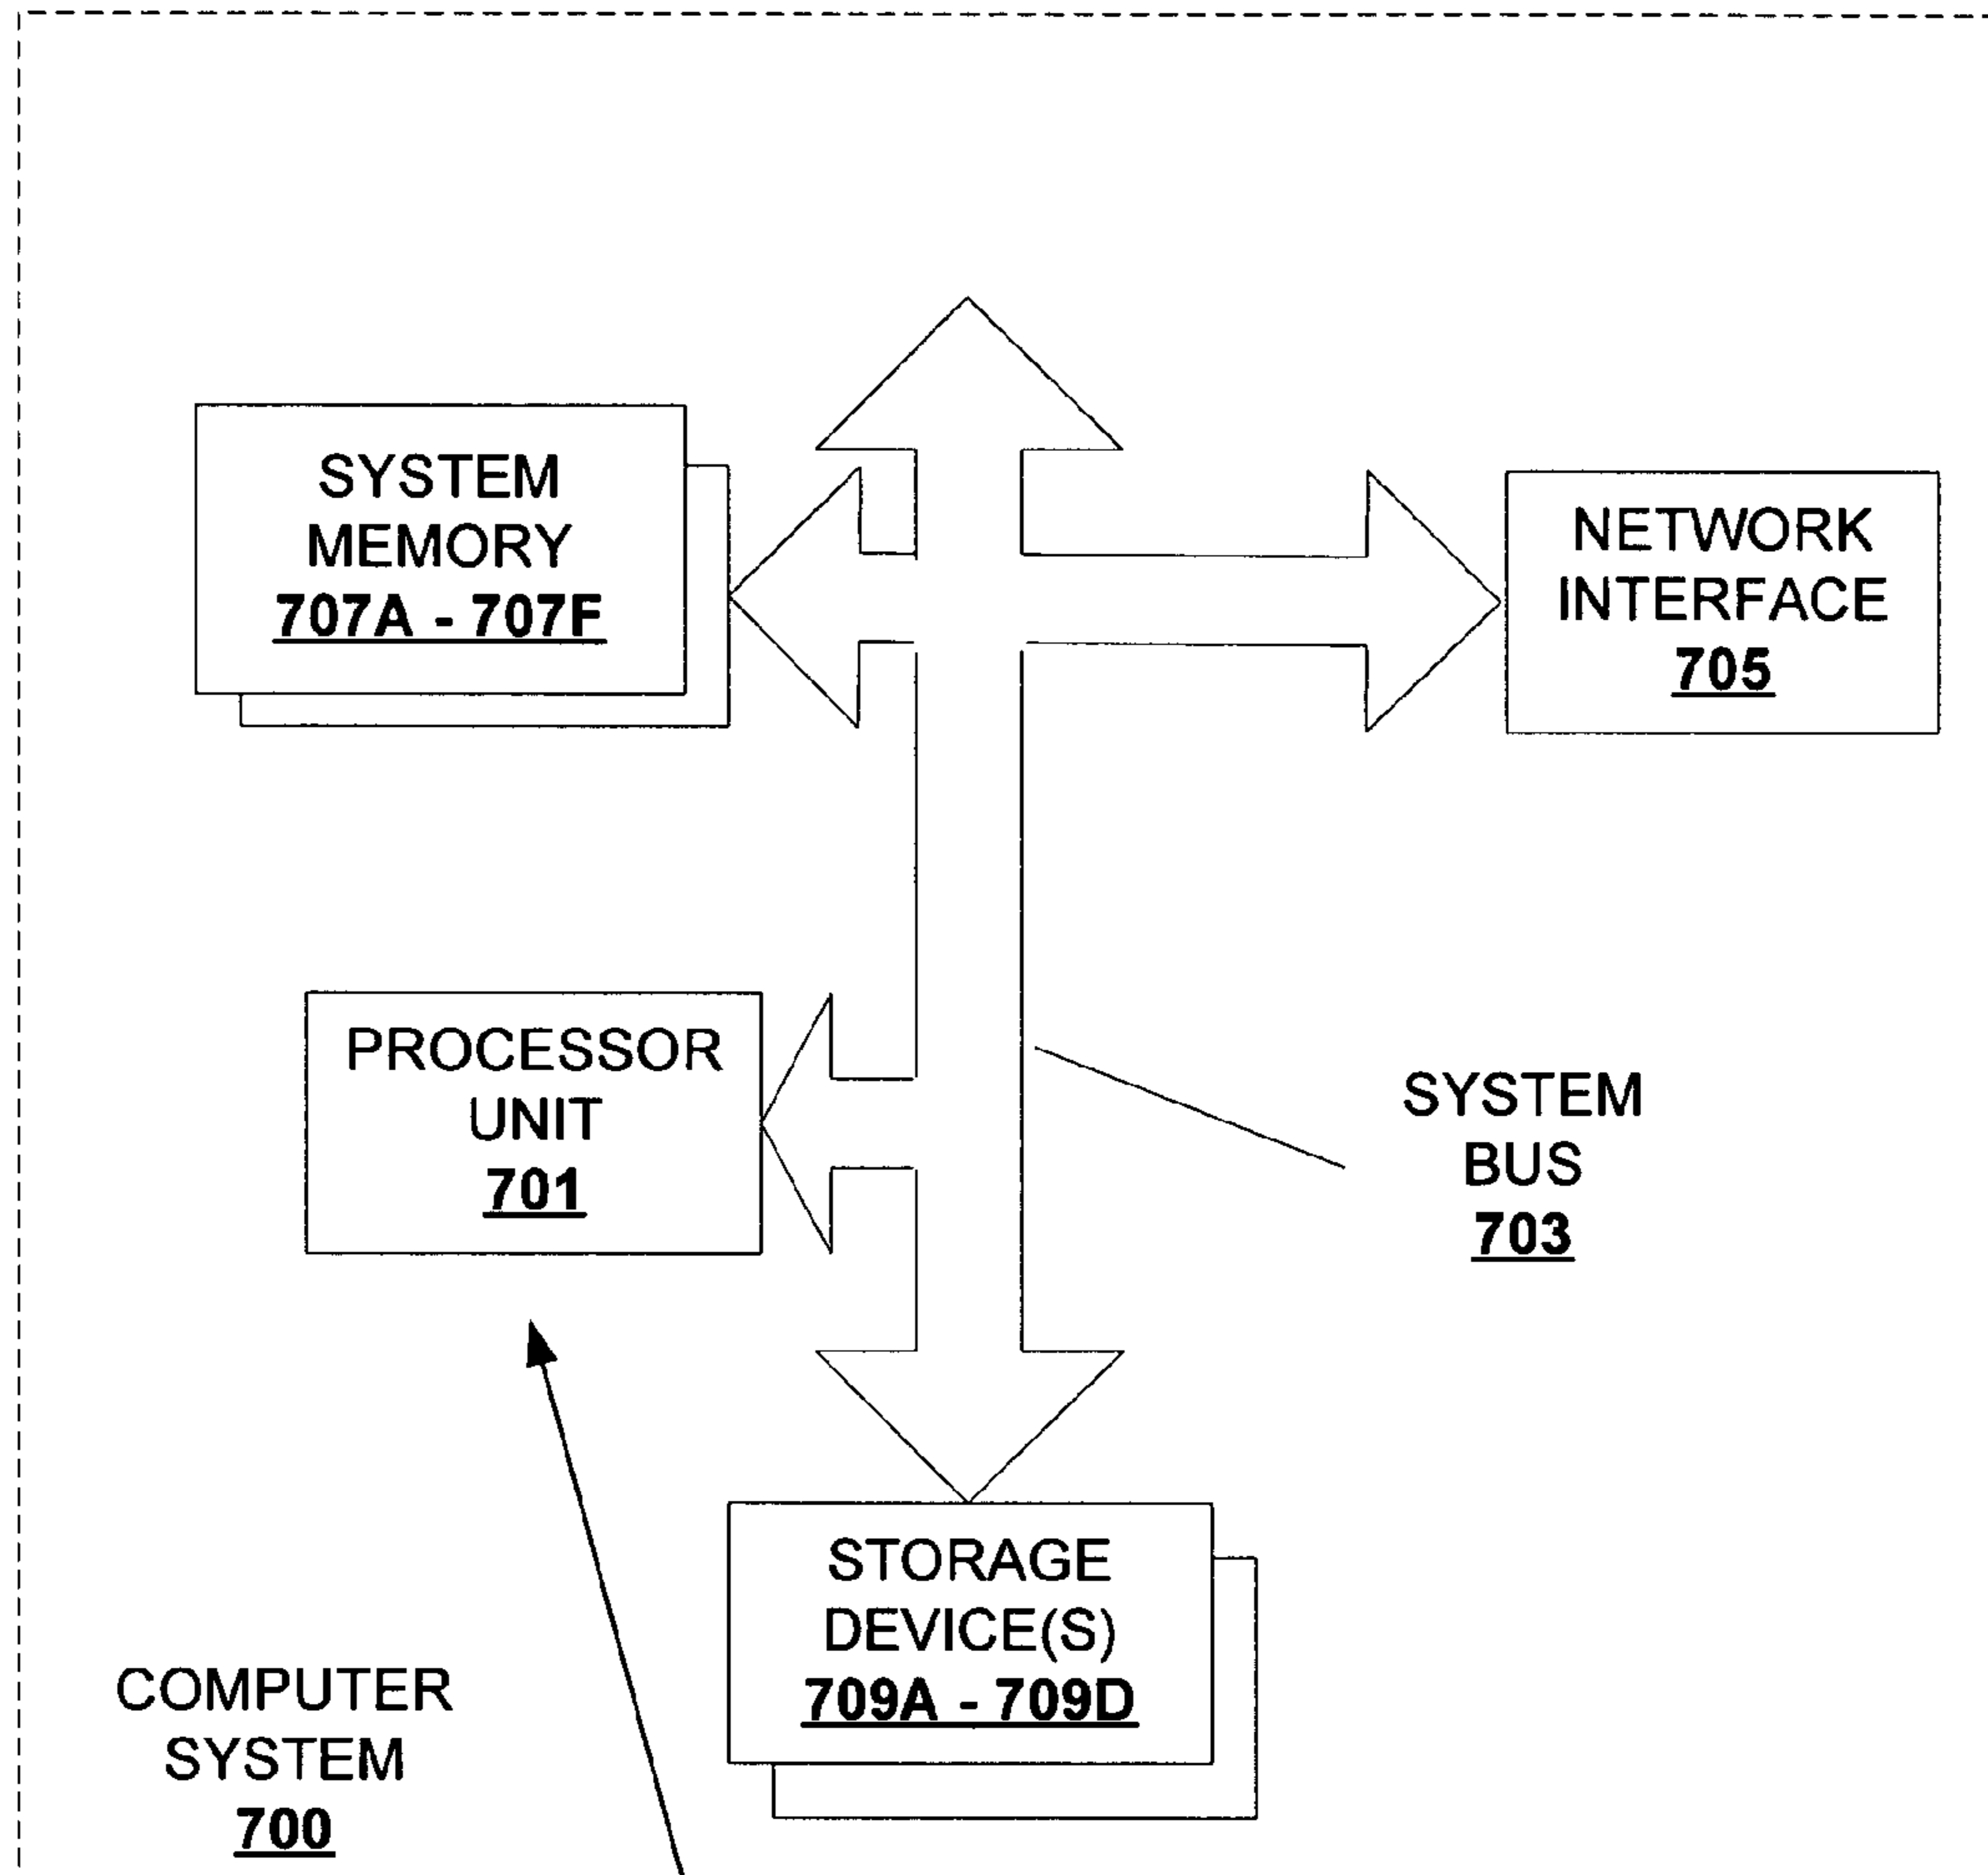 SYSTEM
MEMORY
707A - 707F
NETWORK
INTERFACE
705
PROCESSOR
UNIT
701
SYSTEM
BUS
703
STORAGE
DEVICE(S)
709A - 709D
COMPUTER
SYSTEM
700